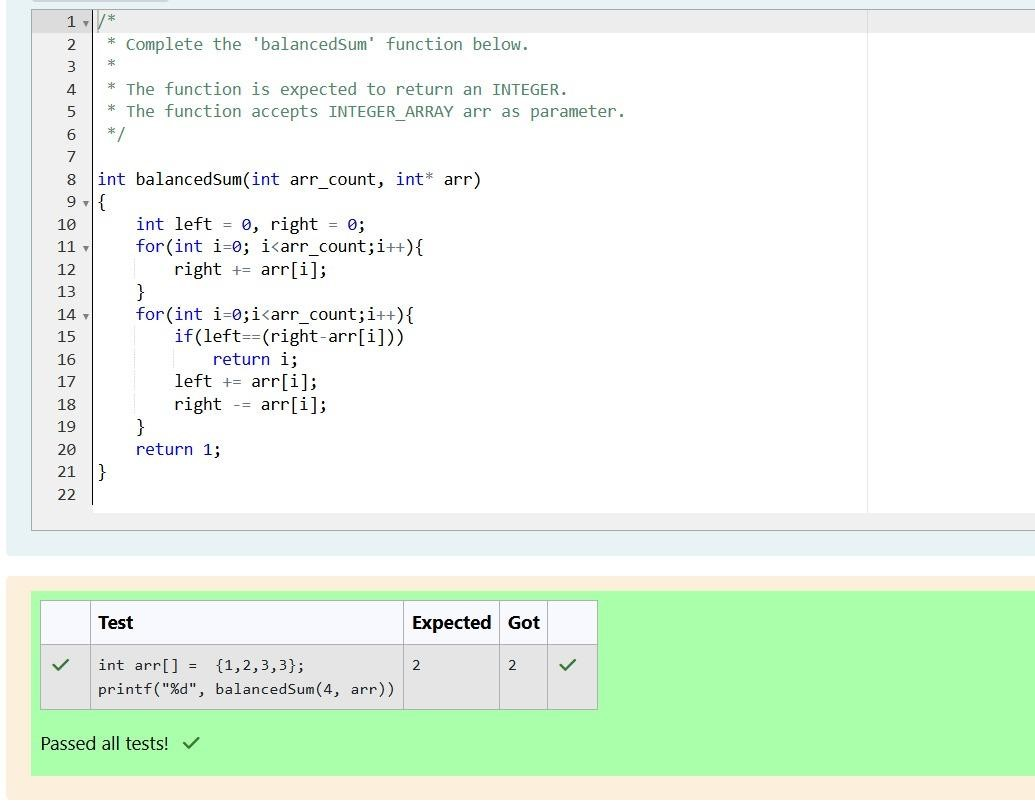 1 /*
2  * Complete the 'balancedSum' function below.
3  *
4  * The function is expected to return an INTEGER.
5  * The function accepts INTEGER_ARRAY arr as parameter.
6  */
7
8 int balancedSum(int arr_count, int* arr)
9 {
10     int left = 0, right = 0;
11     for(int i=0; i<arr_count;i++){
12         right += arr[i];
13     }
14     for(int i=0;i<arr_count;i++){
15         if(left==(right-arr[i]))
16             return i;
17         left += arr[i];
18         right -= arr[i];
19     }
20     return 1;
21 }
22
Test Expected Got
int arr[] =  {1,2,3,3}; 2 2
printf("%d", balancedSum(4, arr))
Passed all tests!